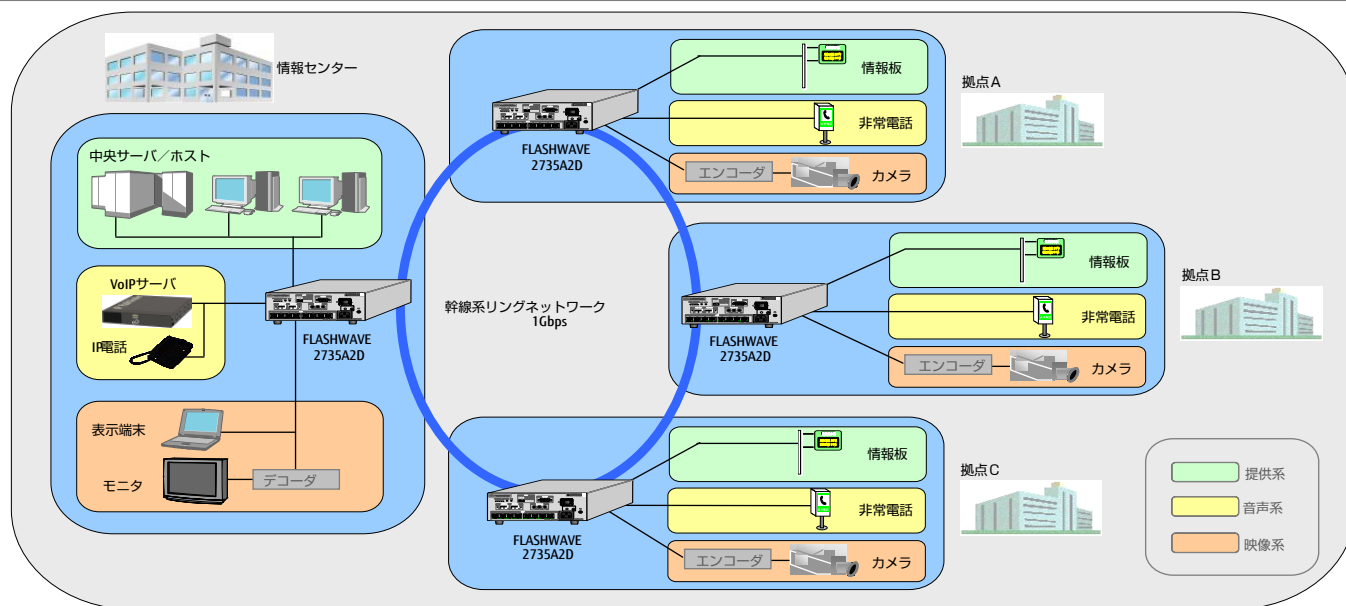 情報センター
中央サーバ／ホスト
VoIPサーバ
IP電話
表示端末
モニタ
デコーダ
FLASHWAVE
2735A2D
幹線系リングネットワーク
1Gbps
FLASHWAVE
2735A2D
情報板
非常電話
エンコーダ
カメラ
拠点A
FLASHWAVE
2735A2D
情報板
非常電話
エンコーダ
カメラ
拠点B
FLASHWAVE
2735A2D
情報板
非常電話
エンコーダ
カメラ
拠点C
提供系
音声系
映像系